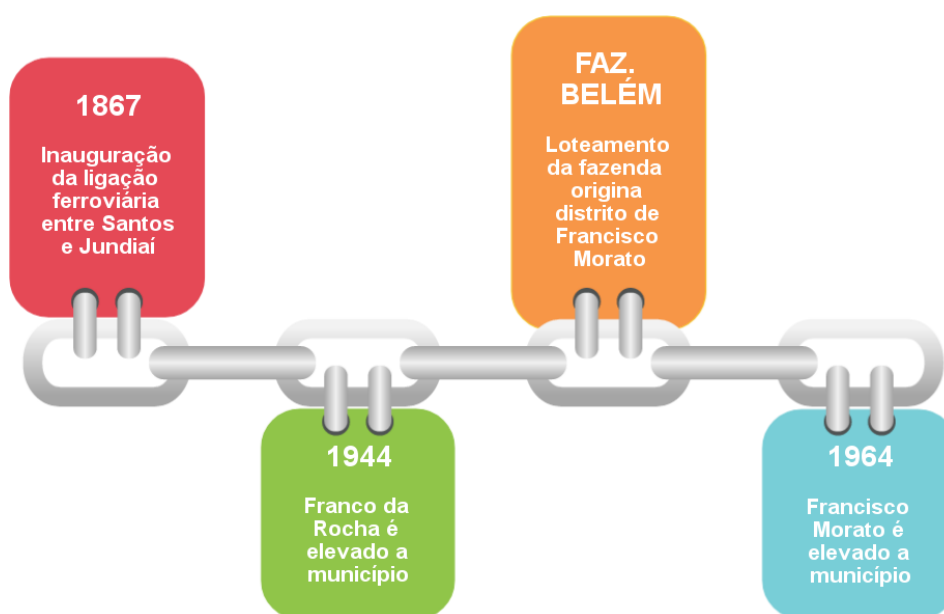 1867
Inauguração
da ligação
ferroviária
entre Santos
e Jundiaí
1944
Franco da
Rocha é
elevado a
município
FAZ.
BELÉM
Loteamento
da fazenda
origina
distrito de
Francisco
Morato
1964
Francisco
Morato é
elevado a
município